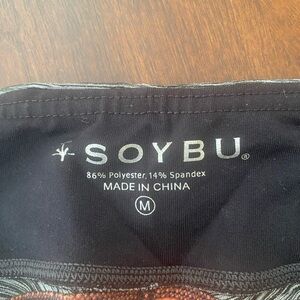 SOYBU®
86% Polyester, 14% Spandex
MADE IN CHINA
M